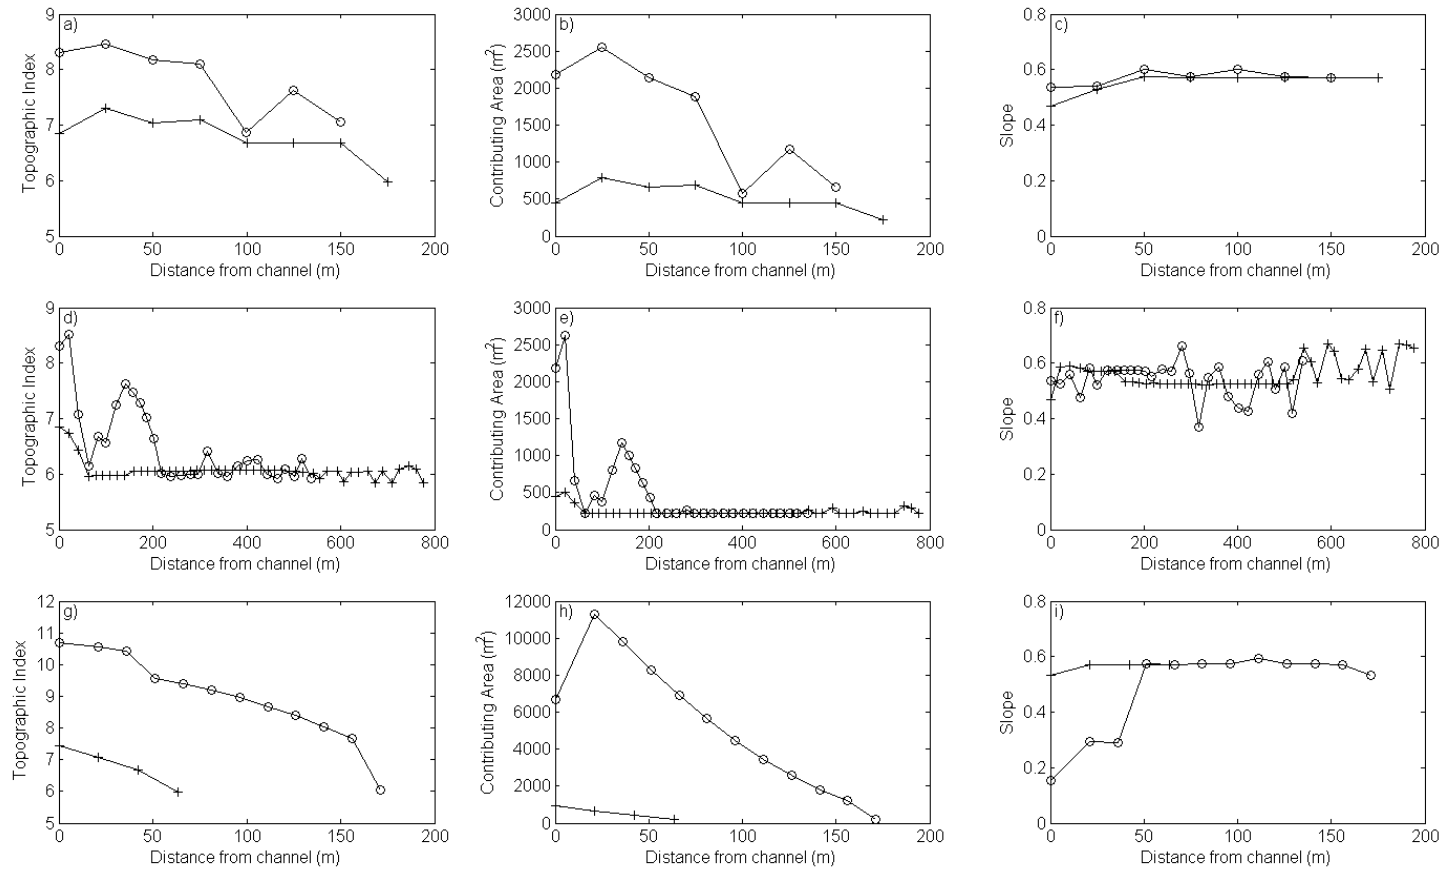 a)
9
8
7
6
5
0 50 100 150 200
Topographic Index
Distance from channel (m)
b)
3000
2500
2000
1500
1000
500
0
0 50 100 150 200
Contributing Area (m²)
Distance from channel (m)
c)
0.8
0.6
0.4
0.2
0
0 50 100 150 200
Slope
Distance from channel (m)
d)
9
8
7
6
5
0 200 400 600 800
Topographic Index
Distance from channel (m)
e)
3000
2500
2000
1500
1000
500
0
0 200 400 600 800
Contributing Area (m²)
Distance from channel (m)
f)
0.8
0.6
0.4
0.2
0
0 200 400 600 800
Slope
Distance from channel (m)
g)
12
11
10
9
8
7
6
5
0 50 100 150 200
Topographic Index
Distance from channel (m)
h)
12000
10000
8000
6000
4000
2000
0
0 50 100 150 200
Contributing Area (m²)
Distance from channel (m)
i)
0.8
0.6
0.4
0.2
0
0 50 100 150 200
Slope
Distance from channel (m)